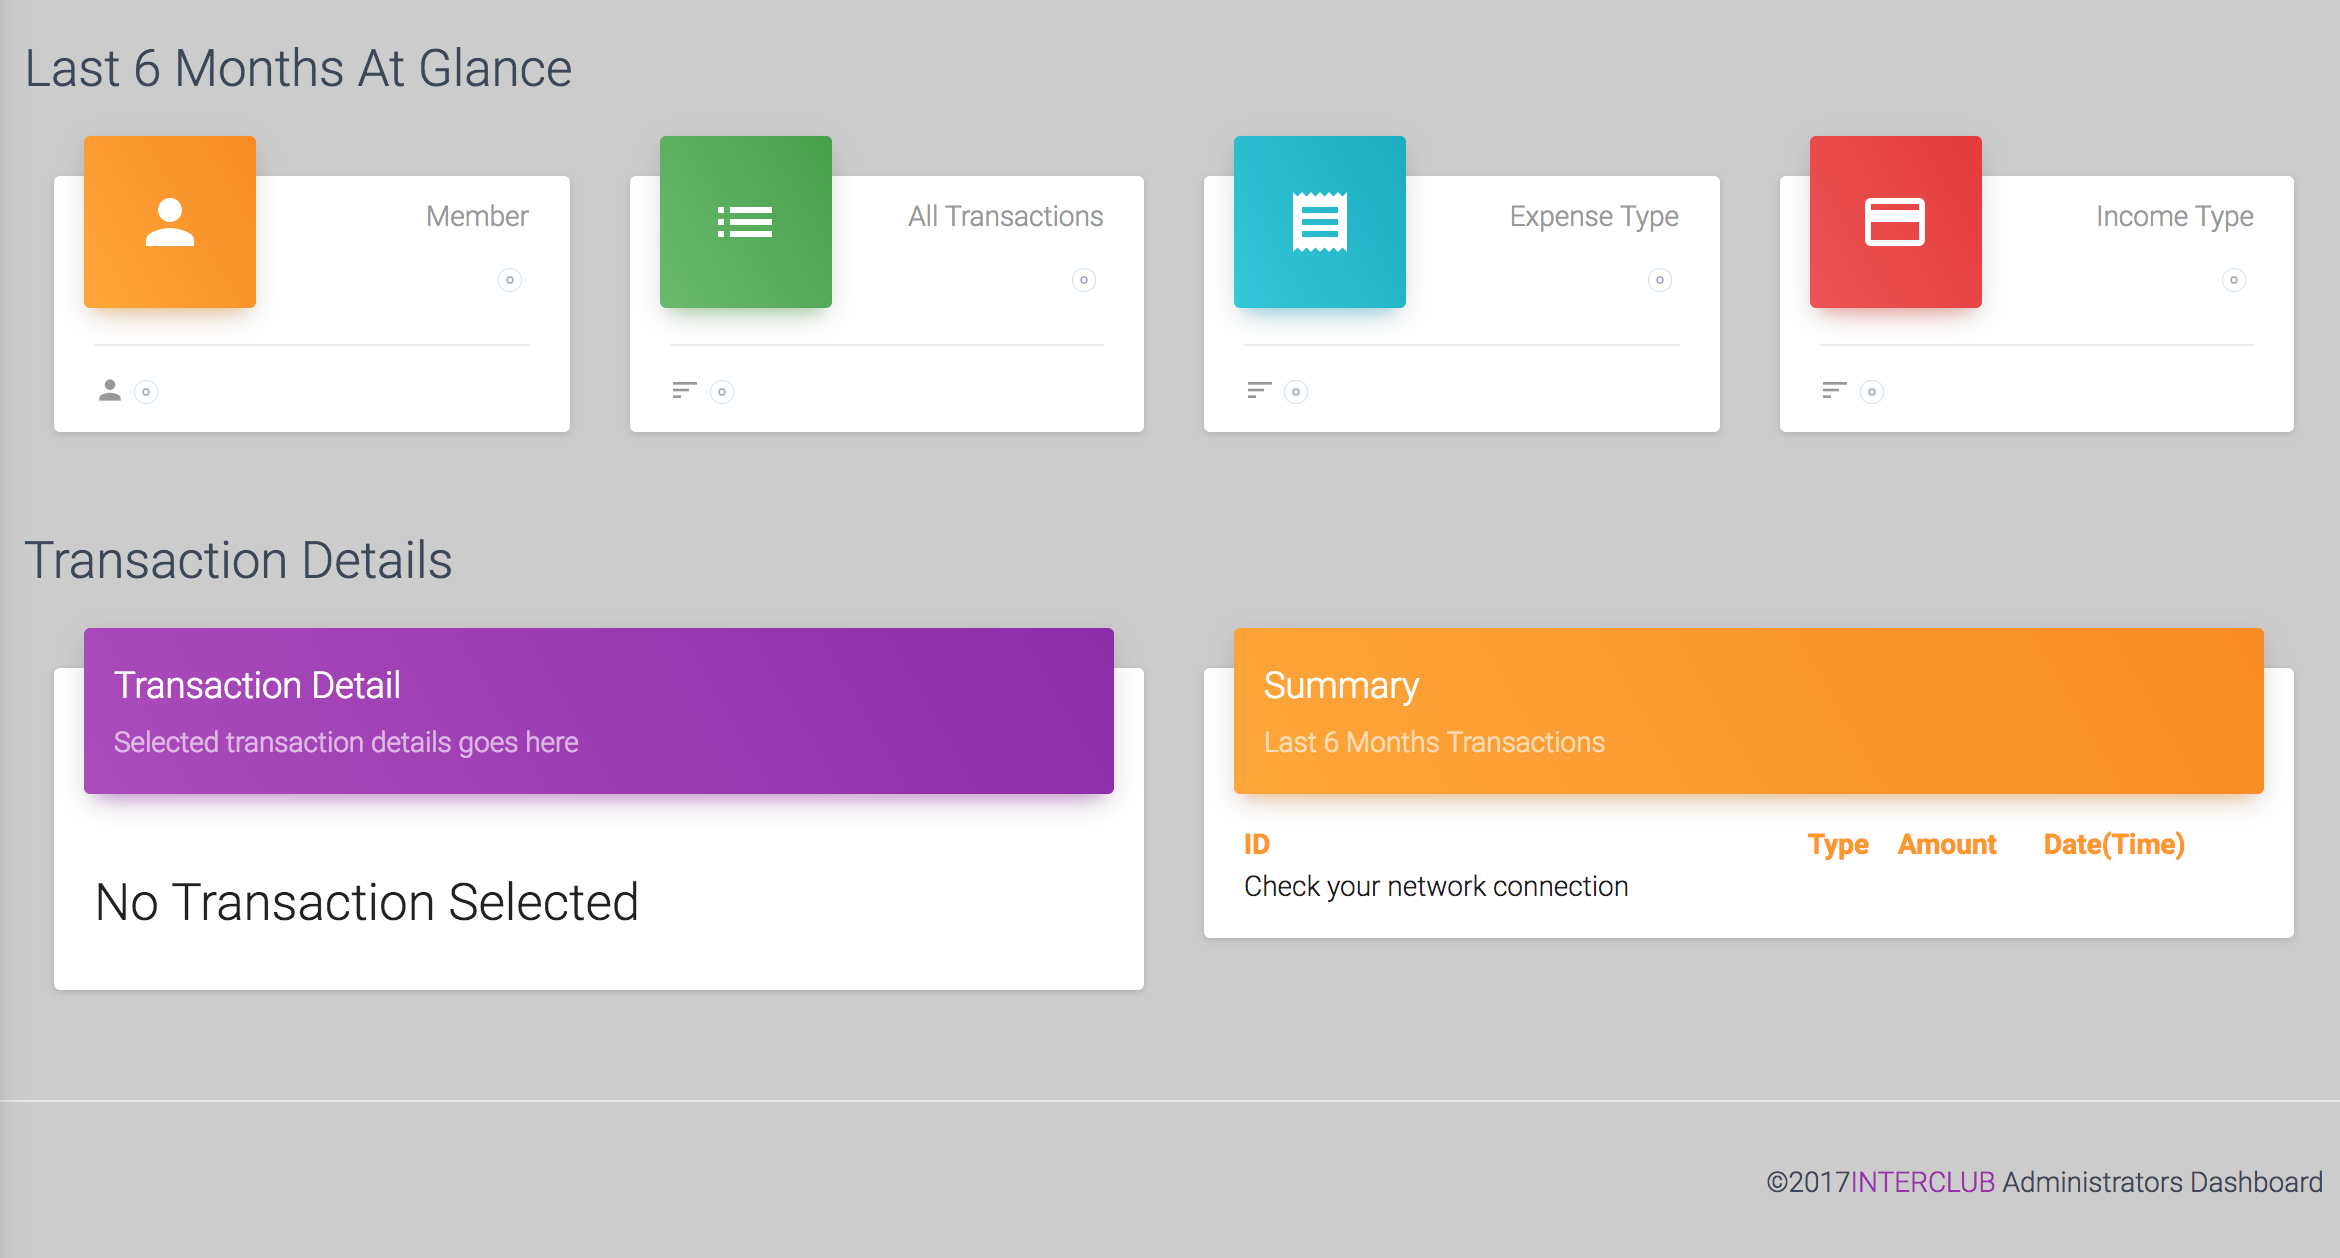 Last 6 Months At Glance
Member
All Transactions
Expense Type
Income Type
Transaction Details
Transaction Detail
Selected transaction details goes here
Summary
Last 6 Months Transactions
ID Type Amount Date(Time)
Check your network connection
No Transaction Selected
©2017INTERCLUB Administrators Dashboard